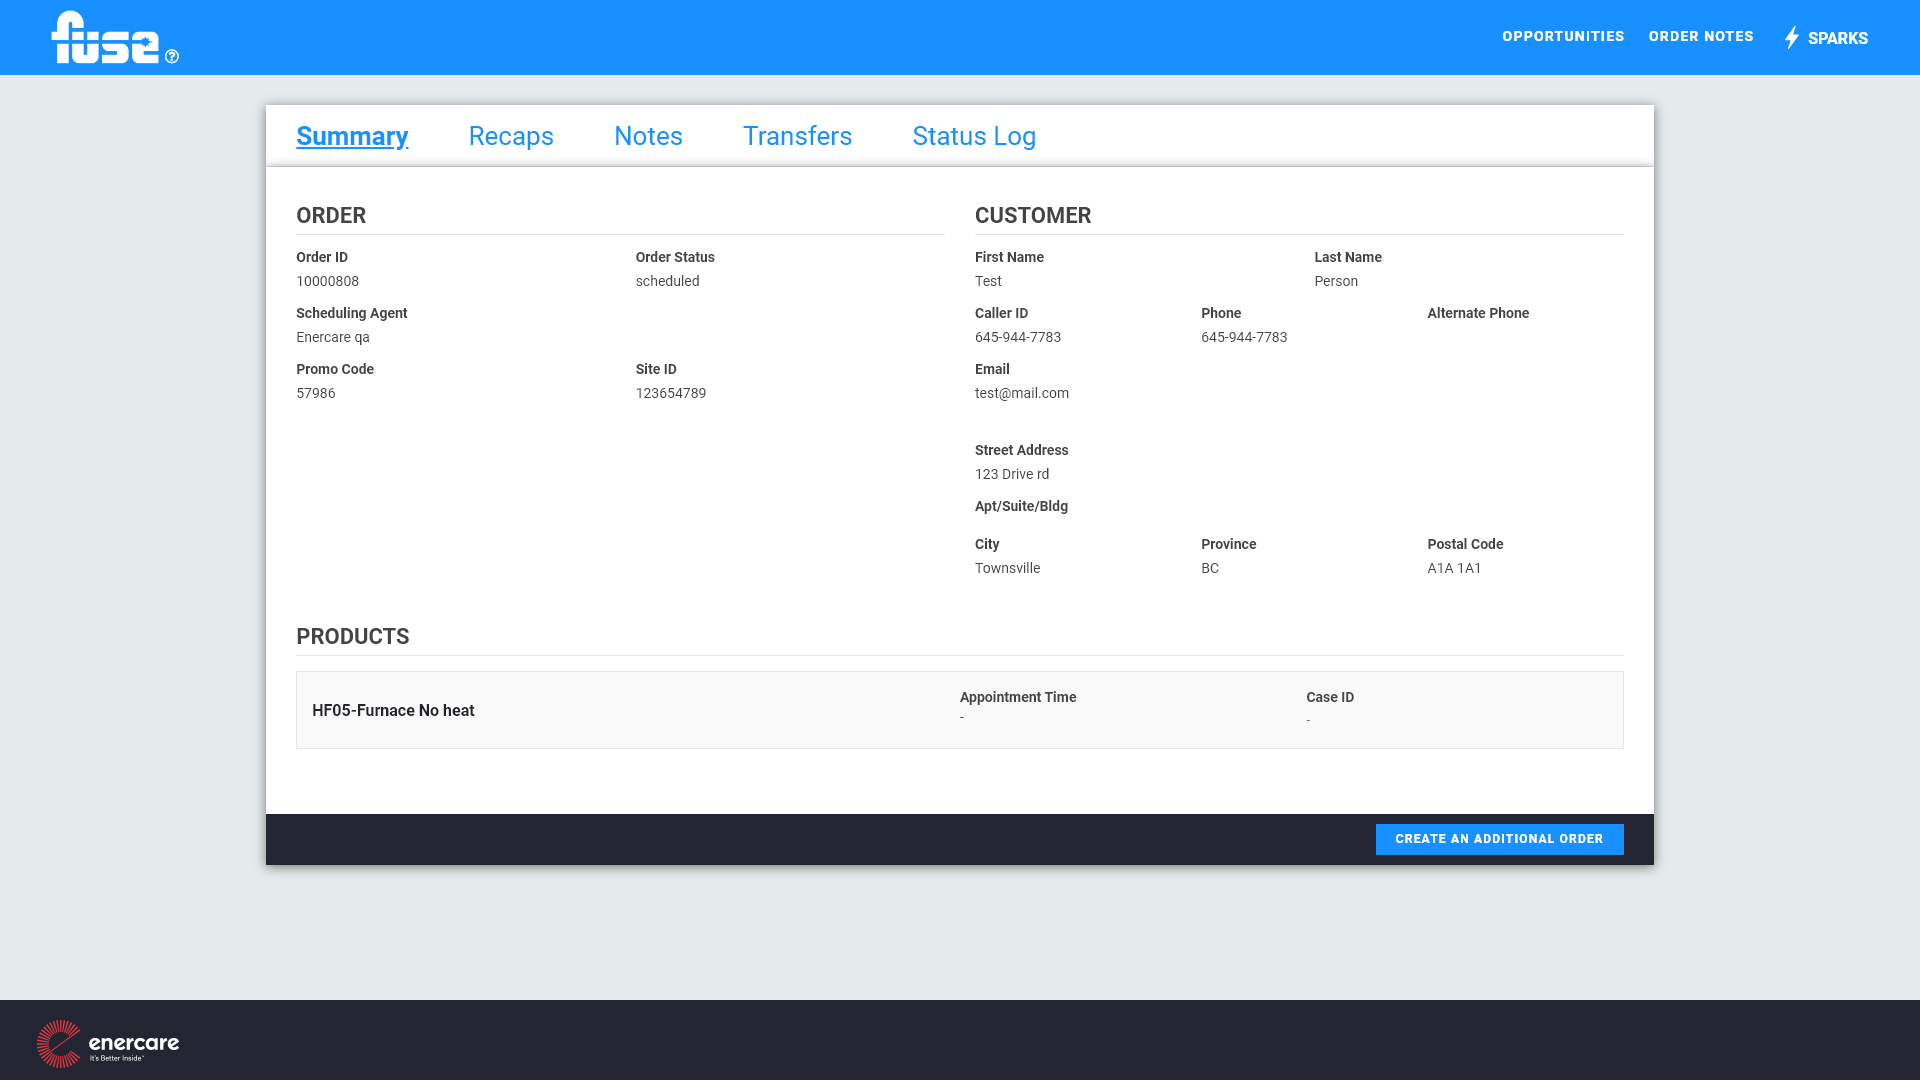 fuse ?
OPPORTUNITIES ORDER NOTES SPARKS
Summary Recaps Notes Transfers Status Log
ORDER
Order ID Order Status
10000808 scheduled
Scheduling Agent
Enercare qa
Promo Code Site ID
57986 123654789
CUSTOMER
First Name Last Name
Test Person
Caller ID Phone Alternate Phone
645-944-7783 645-944-7783
Email
test@mail.com
Street Address
123 Drive rd
Apt/Suite/Bldg
City Province Postal Code
Townsville BC A1A 1A1
PRODUCTS
HF05-Furnace No heat
Appointment Time Case ID
- -
CREATE AN ADDITIONAL ORDER
enercare
It's Better Inside™